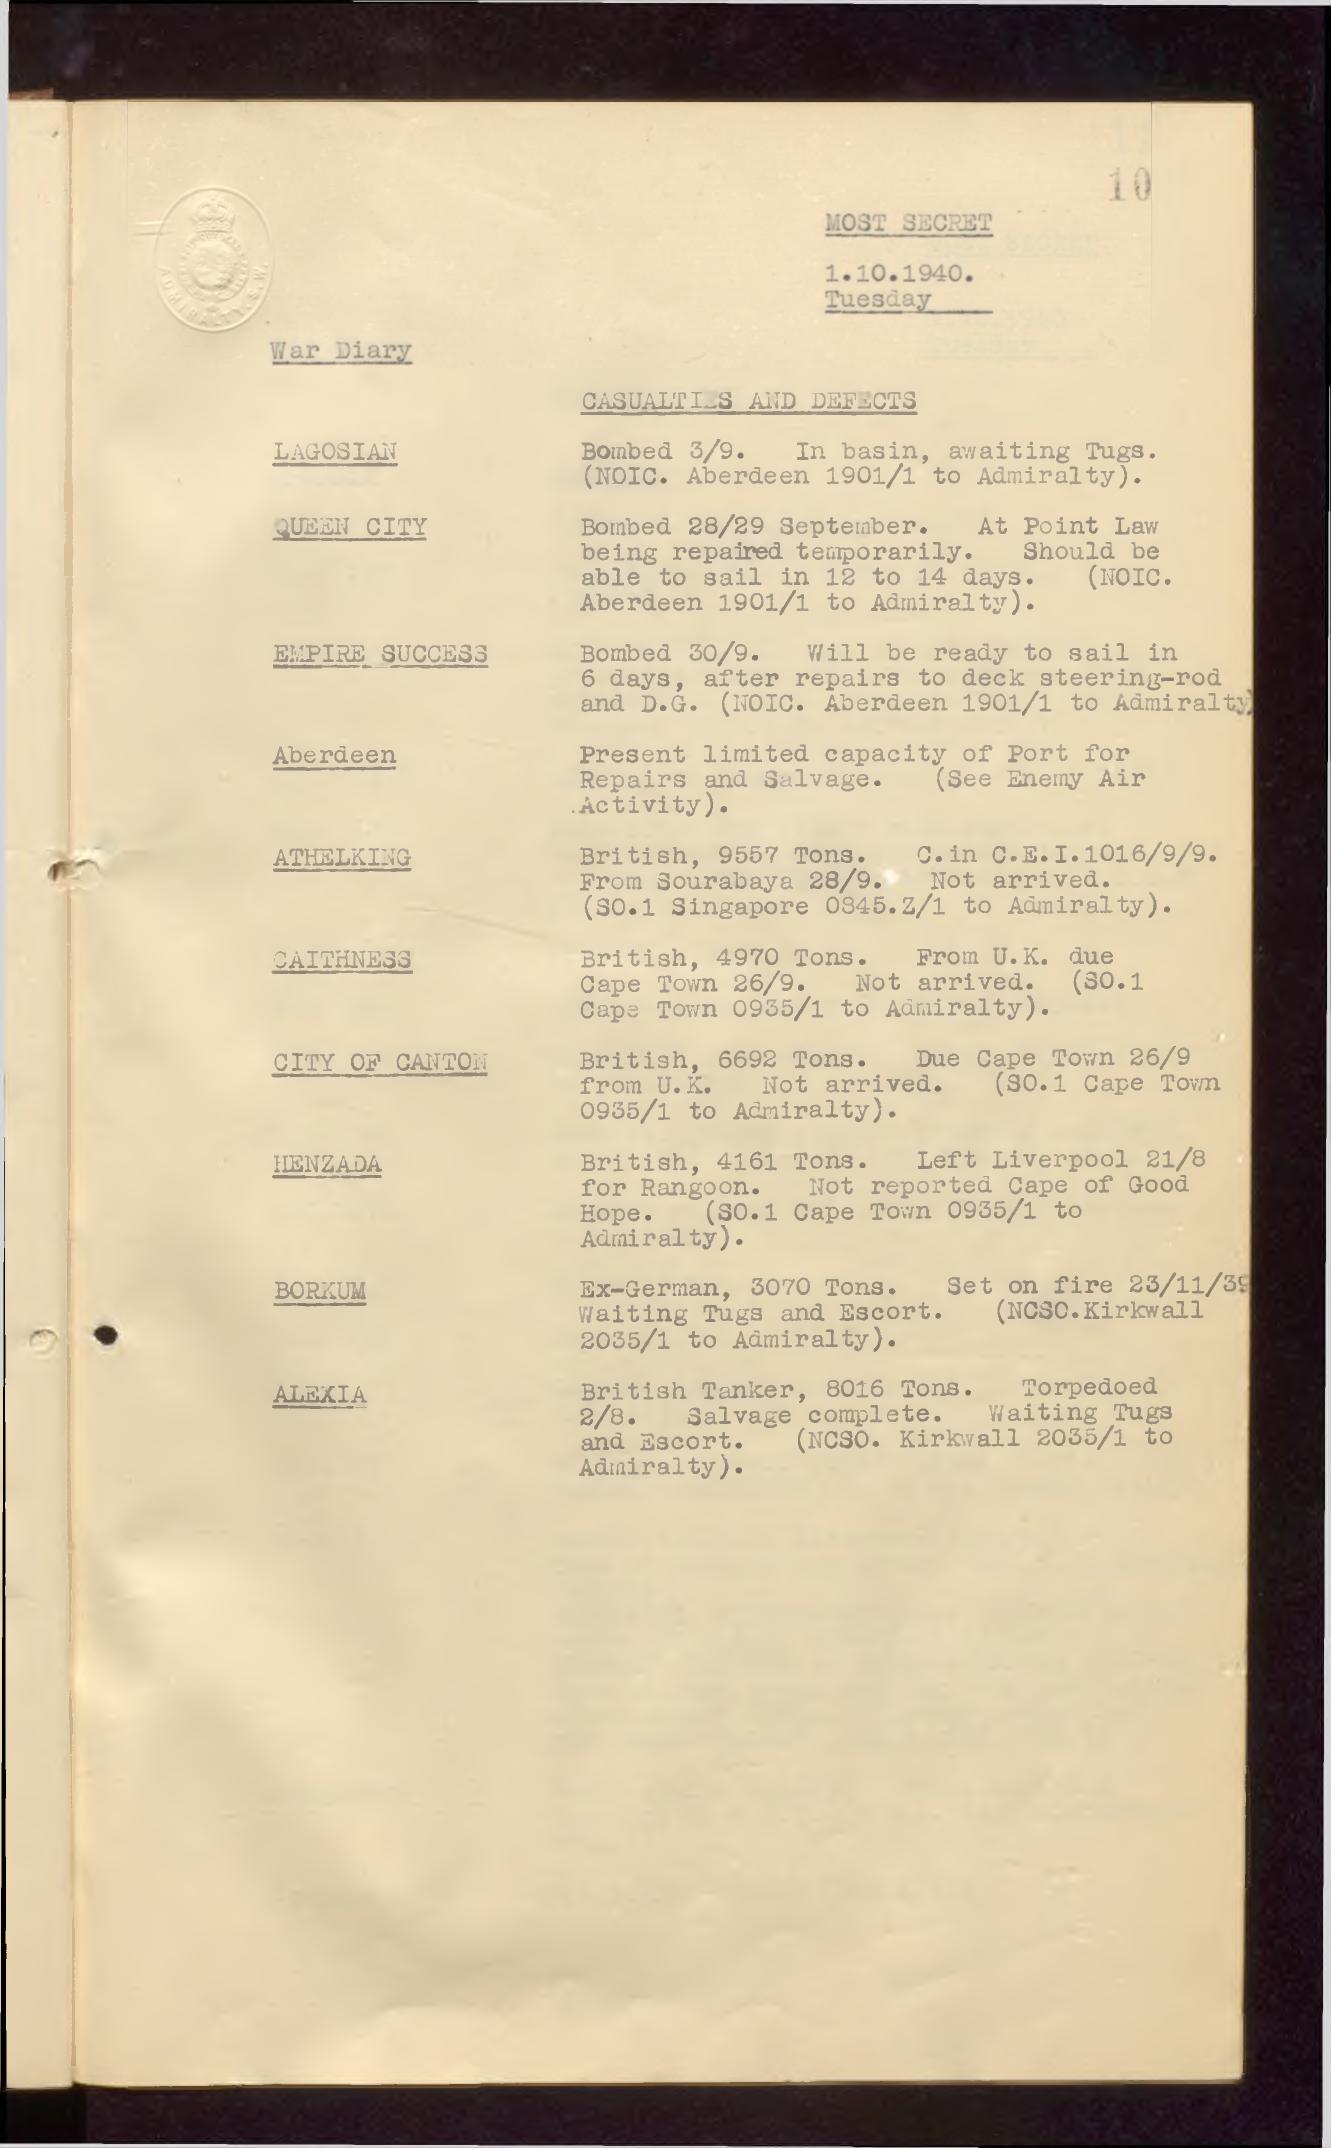 10
MOST SECRET
1.10.1940.
Tuesday
ADMIRALTY. S.W.
War Diary
CASUALTIES AND DEFECTS
LAGOSIAN Bombed 3/9. In basin, awaiting Tugs.
(NOIC. Aberdeen 1901/1 to Admiralty).
QUEEN CITY Bombed 28/29 September. At Point Law
being repaired temporarily. Should be
able to sail in 12 to 14 days. (NOIC.
Aberdeen 1901/1 to Admiralty).
EMPIRE SUCCESS Bombed 30/9. Will be ready to sail in
6 days, after repairs to deck steering-rod
and D.G. (NOIC. Aberdeen 1901/1 to Admiralty)
Aberdeen Present limited capacity of Port for
Repairs and Salvage. (See Enemy Air
Activity).
ATHELKING British, 9557 Tons. C.in C.E.I.1016/9/9.
From Sourabaya 28/9. Not arrived.
(SO.1 Singapore 0845.Z/1 to Admiralty).
CAITHNESS British, 4970 Tons. From U.K. due
Cape Town 26/9. Not arrived. (SO.1
Cape Town 0935/1 to Admiralty).
CITY OF CANTON British, 6692 Tons. Due Cape Town 26/9
from U.K. Not arrived. (SO.1 Cape Town
0935/1 to Admiralty).
HENZADA British, 4161 Tons. Left Liverpool 21/8
for Rangoon. Not reported Cape of Good
Hope. (SO.1 Cape Town 0935/1 to
Admiralty).
BORKUM Ex-German, 3070 Tons. Set on fire 23/11/39
Waiting Tugs and Escort. (NCSO.Kirkwall
2035/1 to Admiralty).
ALEXIA British Tanker, 8016 Tons. Torpedoed
2/8. Salvage complete. Waiting Tugs
and Escort. (NCSO. Kirkwall 2035/1 to
Admiralty).